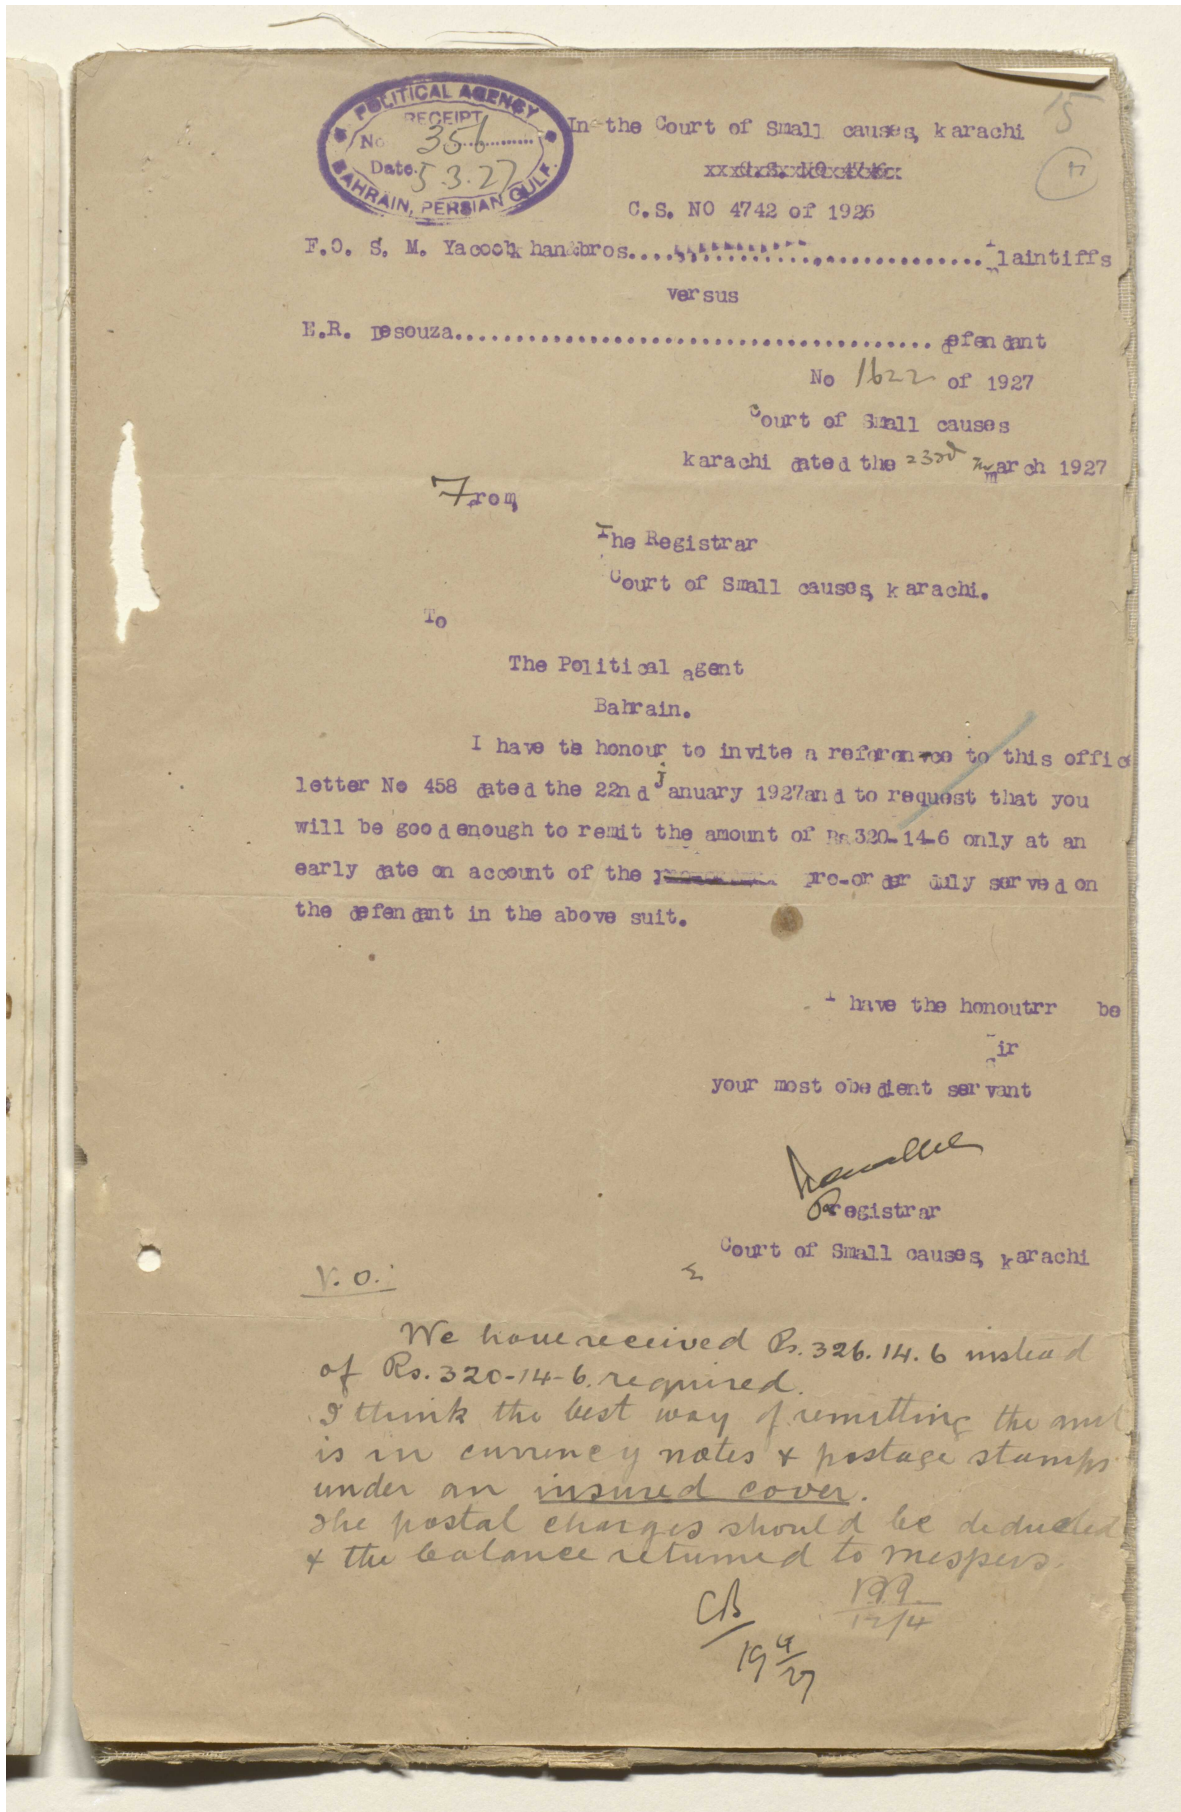 POLITICAL AGENCY
RECEIPT
No 356
Date 5.3.27
BAHRAIN, PERSIAN GULF.
15
In the Court of Small causes, karachi
C.S. NO 4742 of 1926
F.O. S. M. Yacoob khan&bros.............................. Plaintiffs
versus
E.R. Desouza........................................ defendant
No 1622 of 1927
Court of Small causes
karachi dated the 23rd march 1927
From,
The Registrar
Court of Small causes, karachi.
To
The Political agent
Bahrain.
I have the honour to invite a reference to this offic
letter No 458 dated the 22nd january 1927and to request that you
will be good enough to remit the amount of Rs 320-14-6 only at an
early date on account of the pro-order duly served on
the defendant in the above suit.
I have the honoutrr be
Sir
your most obedient servant
Registrar
Court of Small causes, karachi
V.O.
We have received Rs. 326.14.6 instead
of Rs. 320-14-6. required.
I think the best way of remitting the amt
is in currency notes & postage stamps
under an insured cover.
The postal charges should be deducted
& the balance returned to Mespers.
CB
19/4/27
12/4